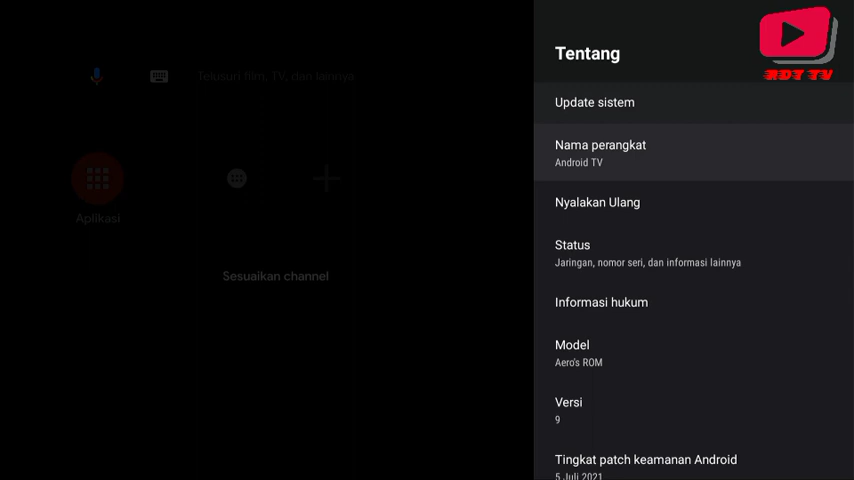 Tentang
RDT TV
Telusuri film, TV, dan lainnya
Aplikasi
Sesuaikan channel
Update sistem
Nama perangkat
Android TV
Nyalakan Ulang
Status
Jaringan, nomor seri, dan informasi lainnya
Informasi hukum
Model
Aero's ROM
Versi
9
Tingkat patch keamanan Android
5 Juli 2021